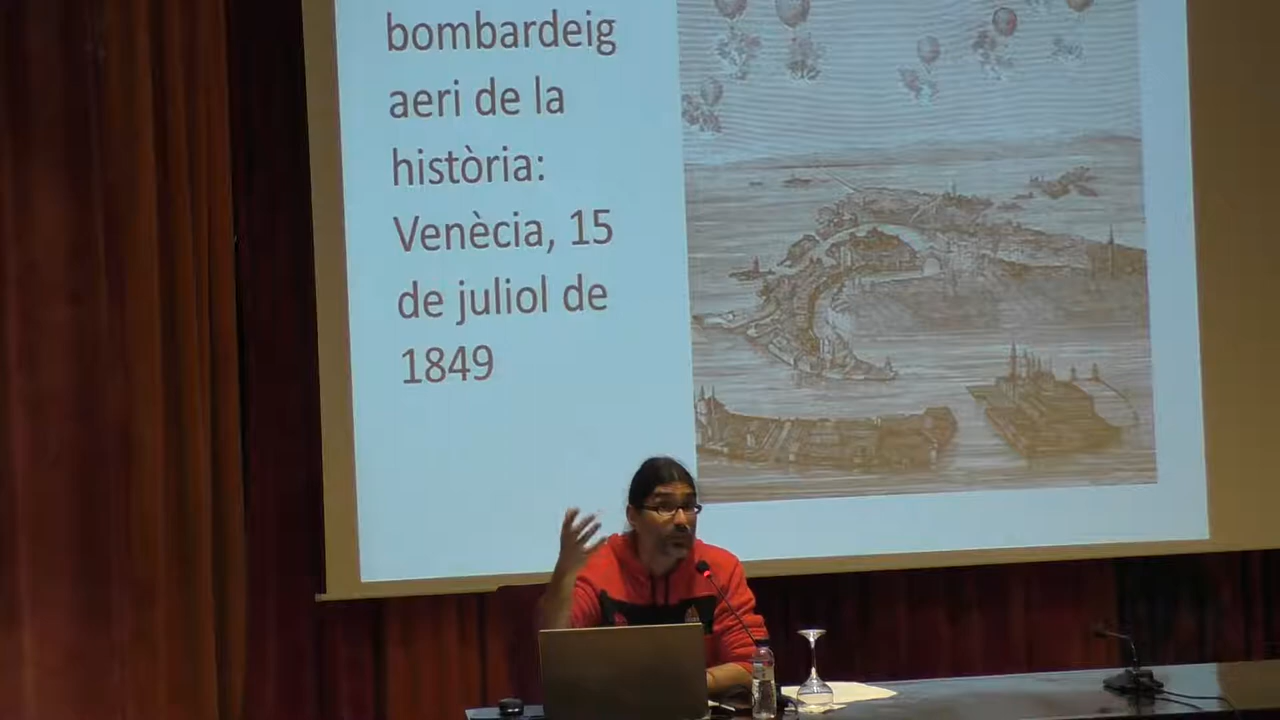 bombardeig
aeri de la
història:
Venècia, 15
de juliol de
1849